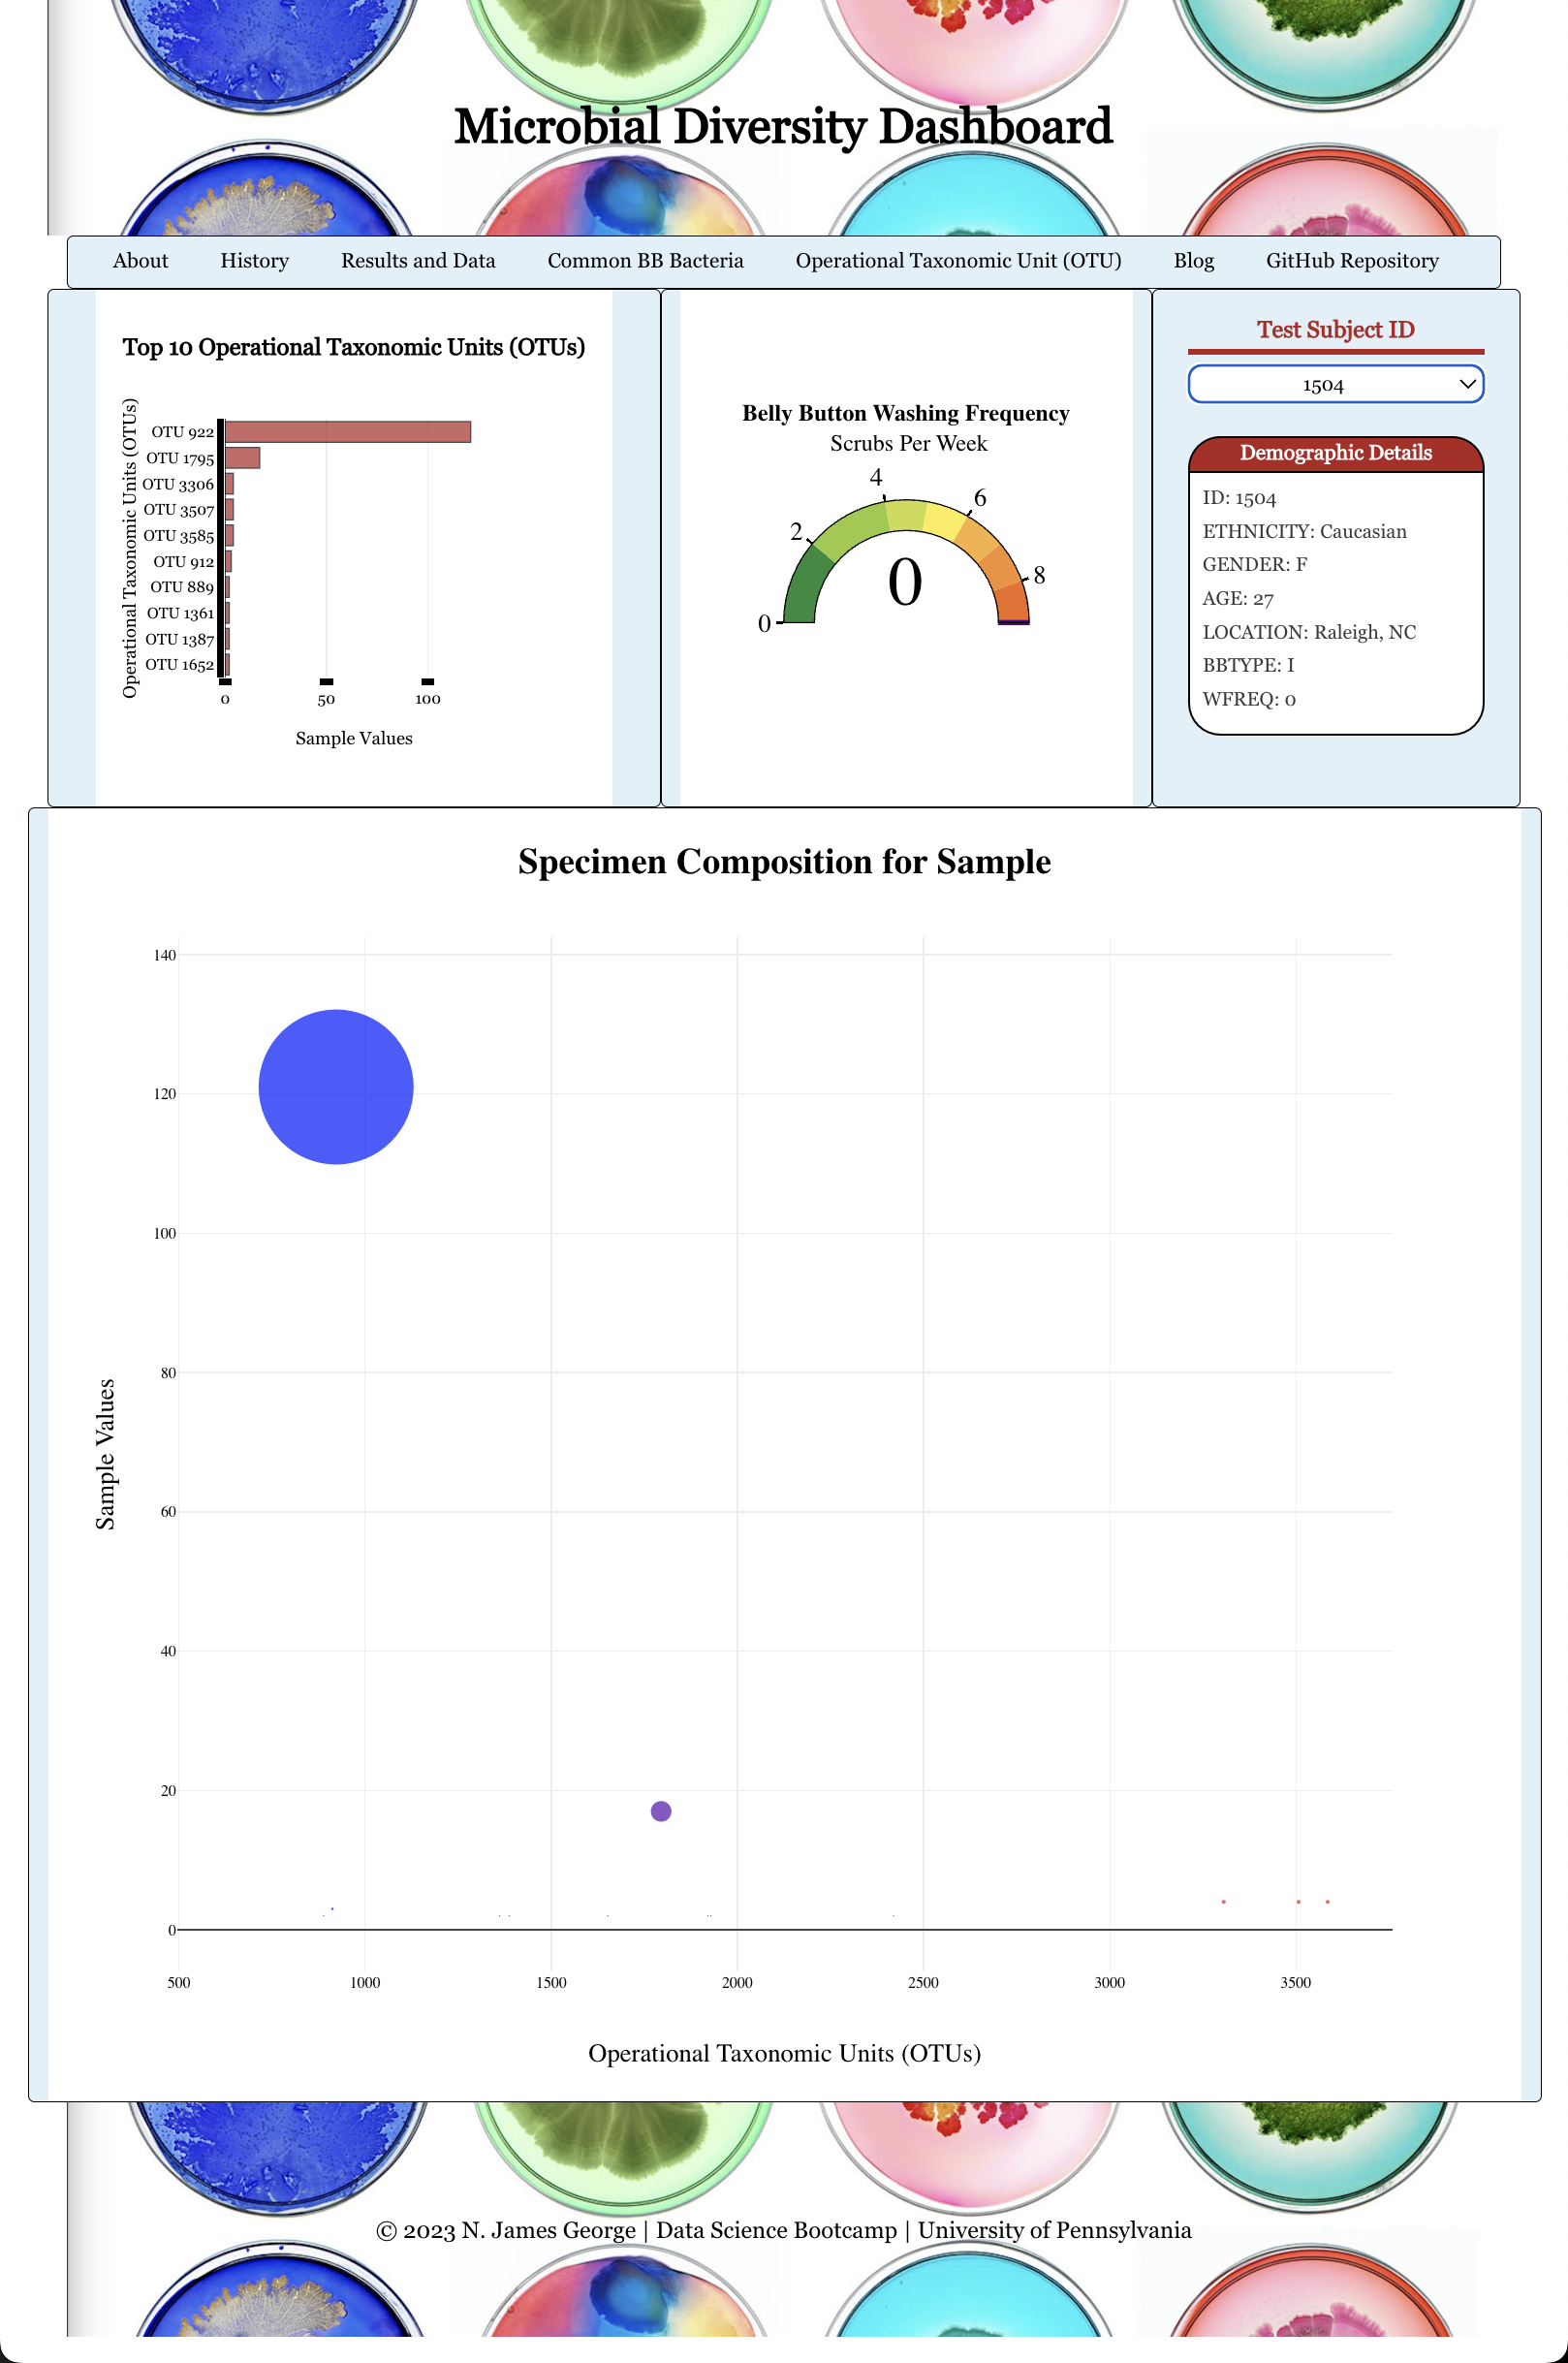 Microbial Diversity Dashboard
About History Results and Data Common BB Bacteria Operational Taxonomic Unit (OTU) Blog GitHub Repository
Top 10 Operational Taxonomic Units (OTUs)
Operational Taxonomic Units (OTUs)
OTU 922
OTU 1795
OTU 3306
OTU 3507
OTU 3585
OTU 912
OTU 889
OTU 1361
OTU 1387
OTU 1652
0 50 100
Sample Values
Belly Button Washing Frequency
Scrubs Per Week
0
2
4
6
8
0
Test Subject ID
1504
Demographic Details
ID: 1504
ETHNICITY: Caucasian
GENDER: F
AGE: 27
LOCATION: Raleigh, NC
BBTYPE: I
WFREQ: 0
Specimen Composition for Sample
Sample Values
140
120
100
80
60
40
20
0
500 1000 1500 2000 2500 3000 3500
Operational Taxonomic Units (OTUs)
© 2023 N. James George | Data Science Bootcamp | University of Pennsylvania